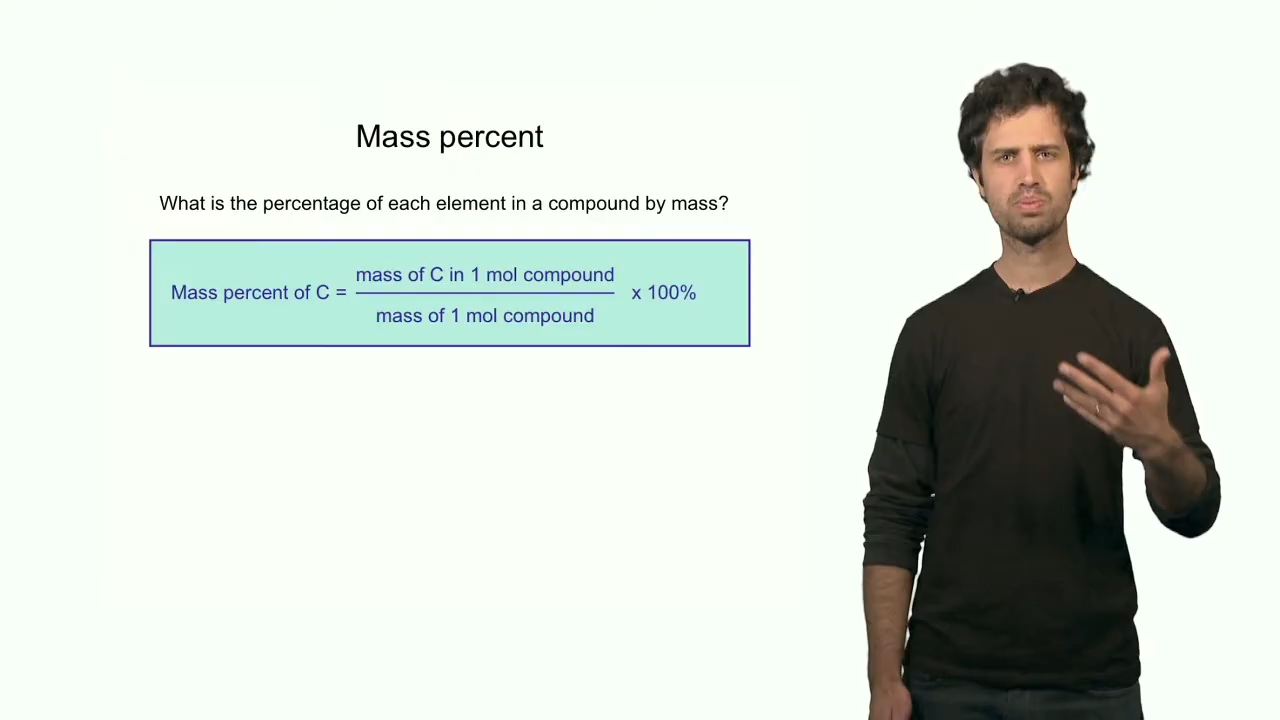 Mass percent
What is the percentage of each element in a compound by mass?
mass of C in 1 mol compound
Mass percent of C = x 100%
mass of 1 mol compound